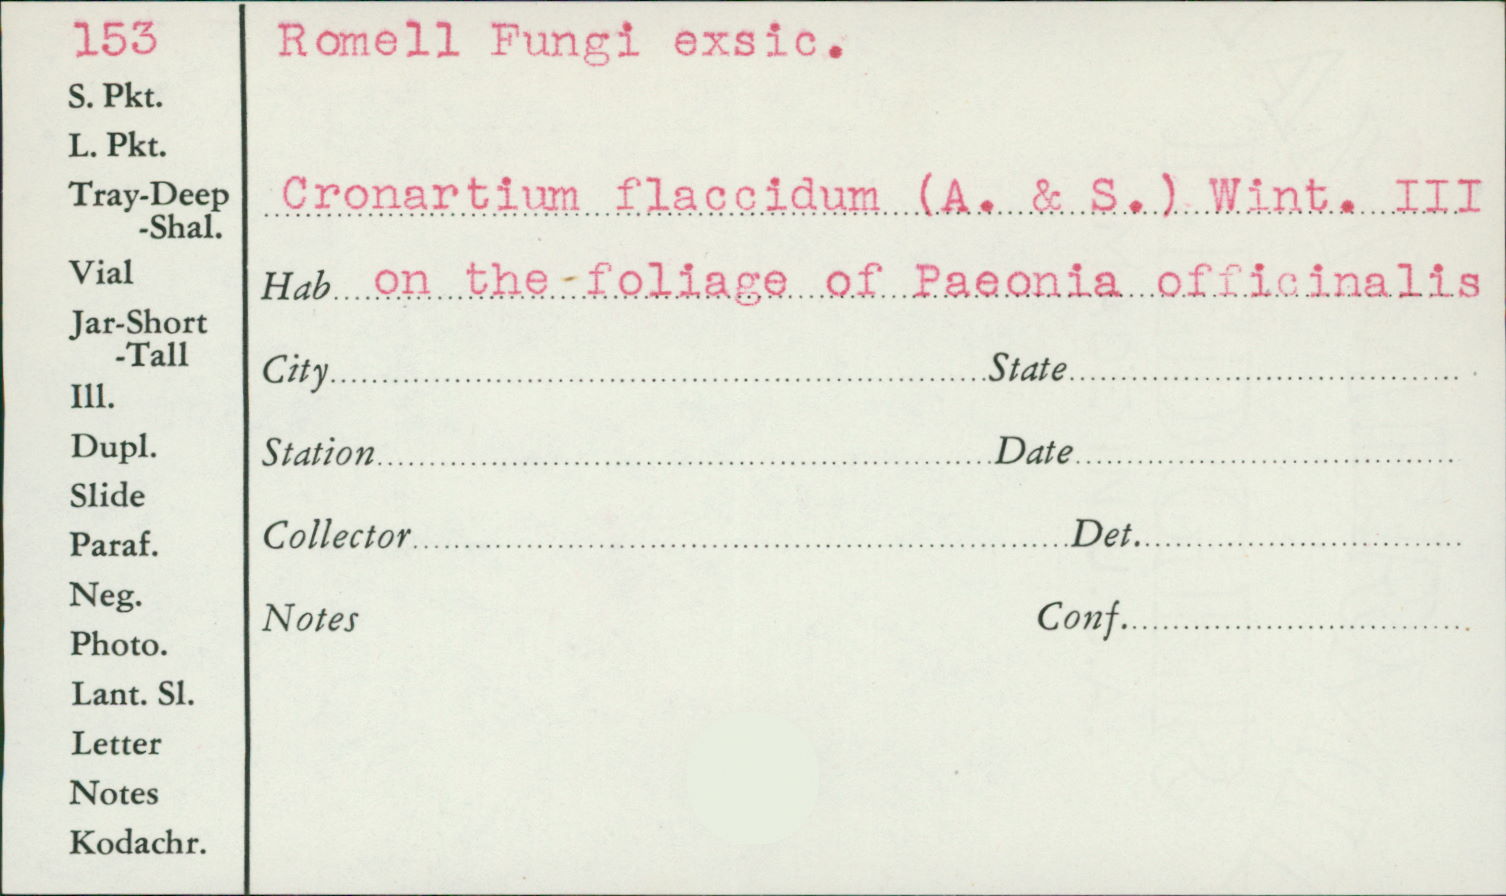 153 Romell Fungi exsic.
S. Pkt.
L. Pkt.
Tray-Deep
-Shal.
Vial
Jar-Short
-Tall
Ill.
Dupl.
Slide
Paraf.
Neg.
Photo.
Lant. Sl.
Letter
Notes
Kodachr.
Cronartium flaccidum (A. & S.) Wint. III
Hab on the foliage of Paeonia officinalis
City State
Station Date
Collector Det.
Notes Conf.